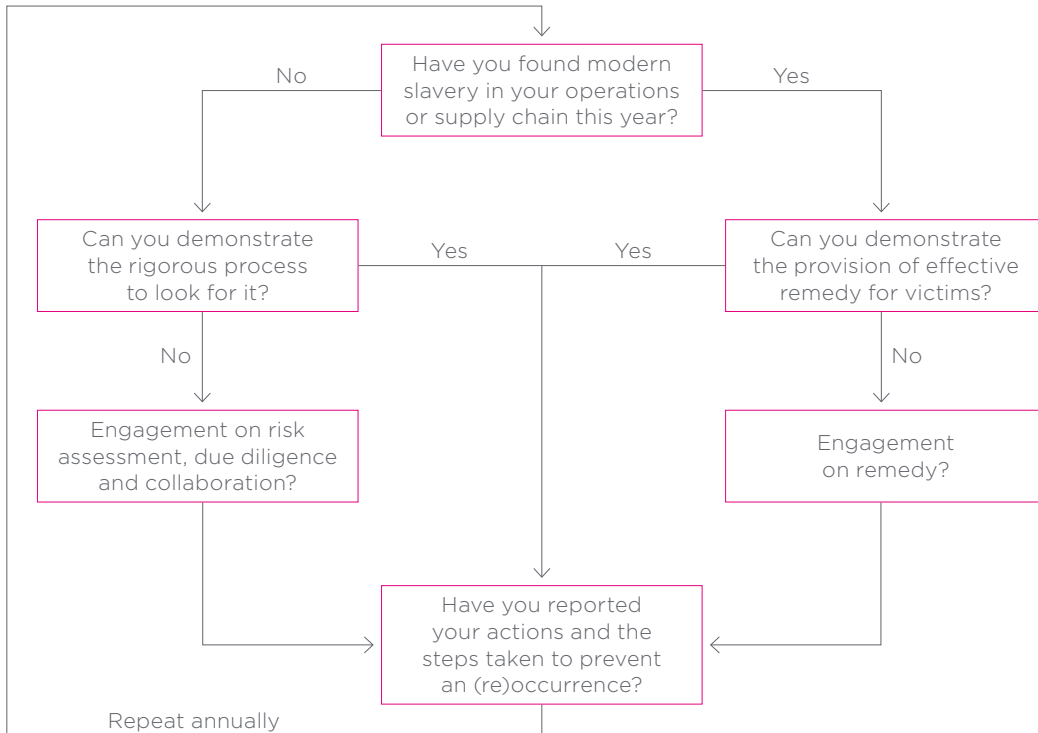 Have you found modern
slavery in your operations
or supply chain this year?
No
Yes
Can you demonstrate
the rigorous process
to look for it?
Yes
Yes
Can you demonstrate
the provision of effective
remedy for victims?
No
No
Engagement on risk
assessment, due diligence
and collaboration?
Engagement
on remedy?
Have you reported
your actions and the
steps taken to prevent
an (re)occurrence?
Repeat annually